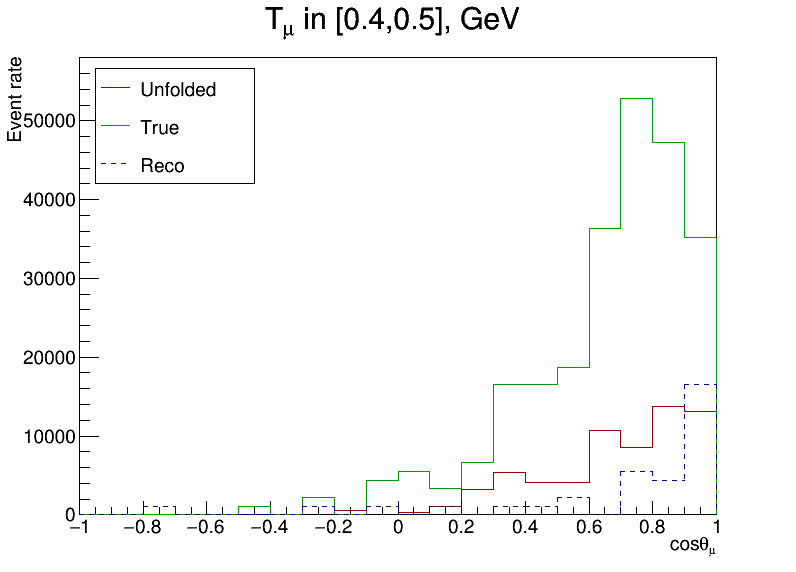 T_μ in [0.4,0.5], GeV
Event rate
Unfolded
True
Reco
50000
40000
30000
20000
10000
0
−1 −0.8 −0.6 −0.4 −0.2 0 0.2 0.4 0.6 0.8 1
cosθ_μ